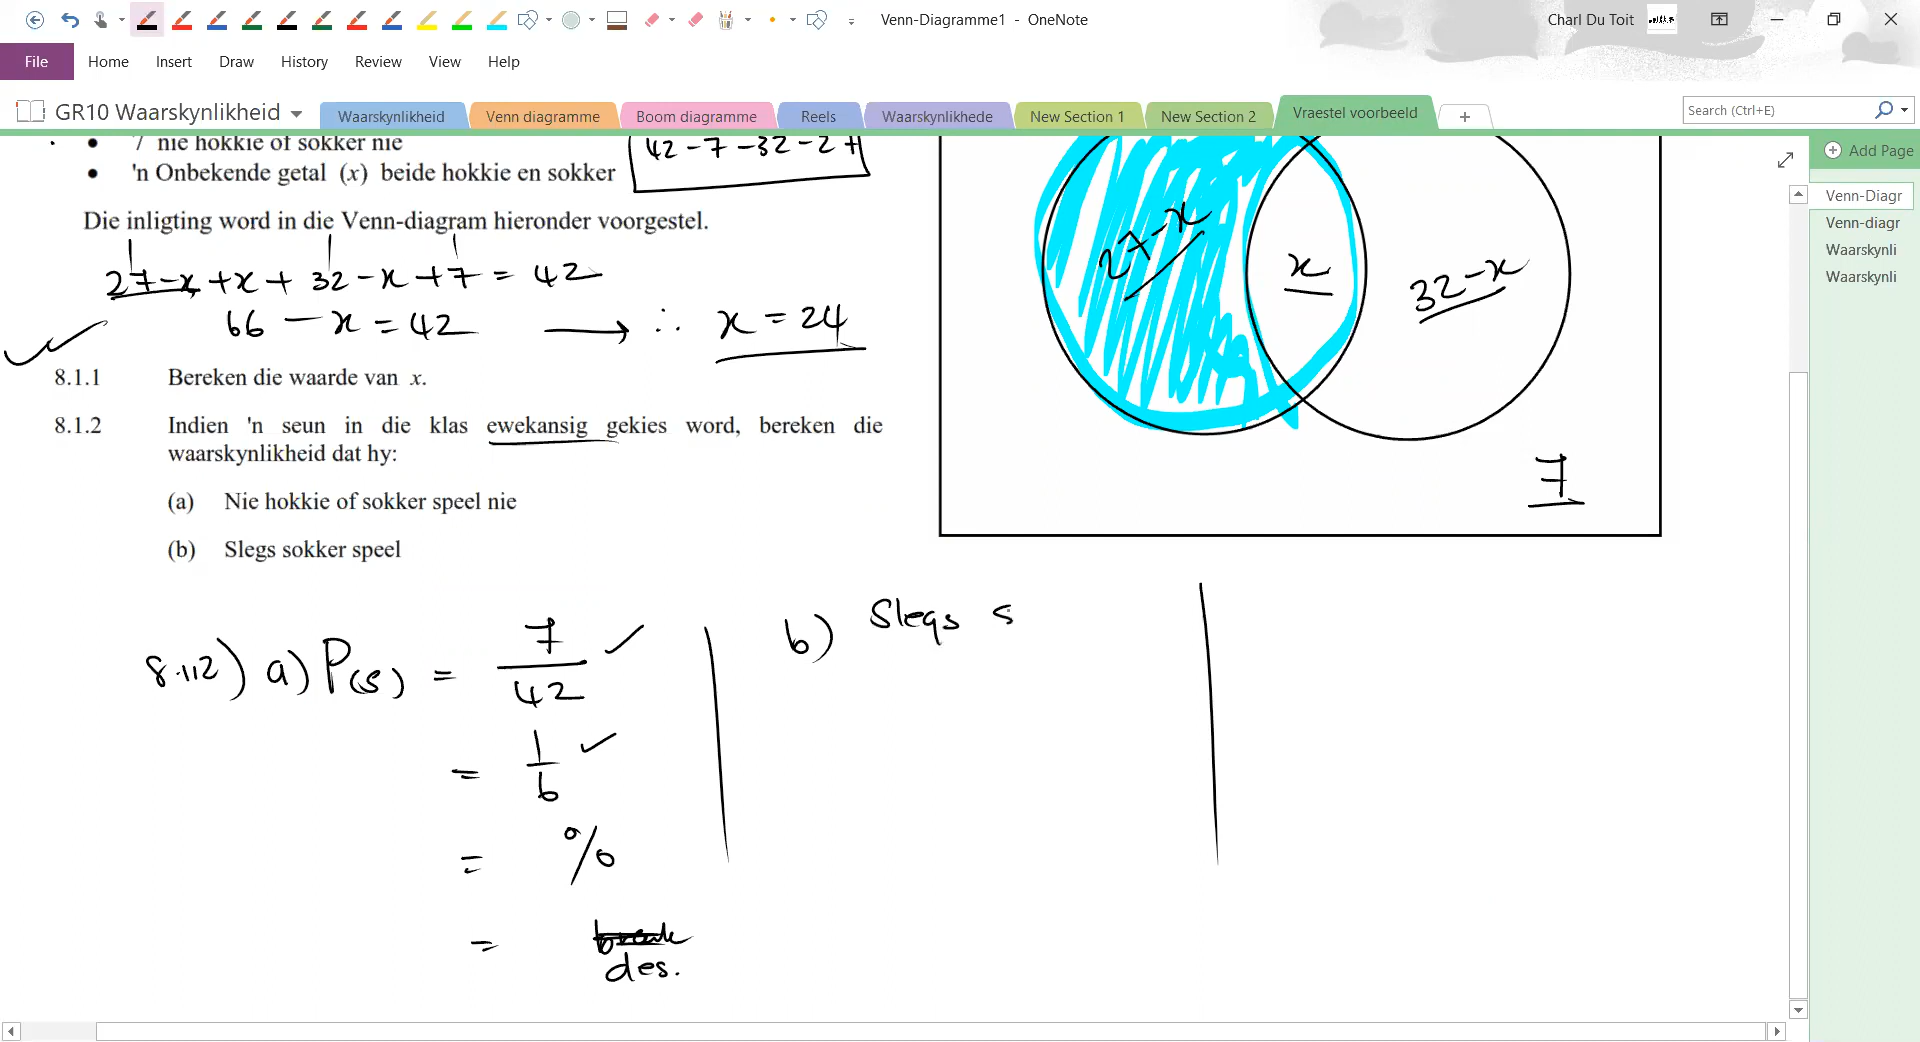 Venn-Diagramme1 - OneNote
Charl Du Toit
File Home Insert Draw History Review View Help
GR10 Waarskynlikheid
Waarskynlikheid
Venn diagramme
Boom diagramme
Reels
Waarskynlikhede
New Section 1
New Section 2
Vraestel voorbeeld
Search (Ctrl+E)
Add Page
Venn-Diagr
Venn-diagr
Waarskynli
Waarskynli
• 7 nie hokkie of sokker nie
• 'n Onbekende getal (x) beide hokkie en sokker
42 - 7 - 32 - 27
Die inligting word in die Venn-diagram hieronder voorgestel.
27 - x + x + 32 - x + 7 = 42
66 - x = 42 → ∴ x = 24
8.1.1 Bereken die waarde van x.
8.1.2 Indien 'n seun in die klas ewekansig gekies word, bereken die
waarskynlikheid dat hy:
(a) Nie hokkie of sokker speel nie
(b) Slegs sokker speel
27 - x
x
32 - x
7
8.112) a) P(s) = 7/42 ✓
= 1/6 ✓
= %
=
des.
b) Slegs s